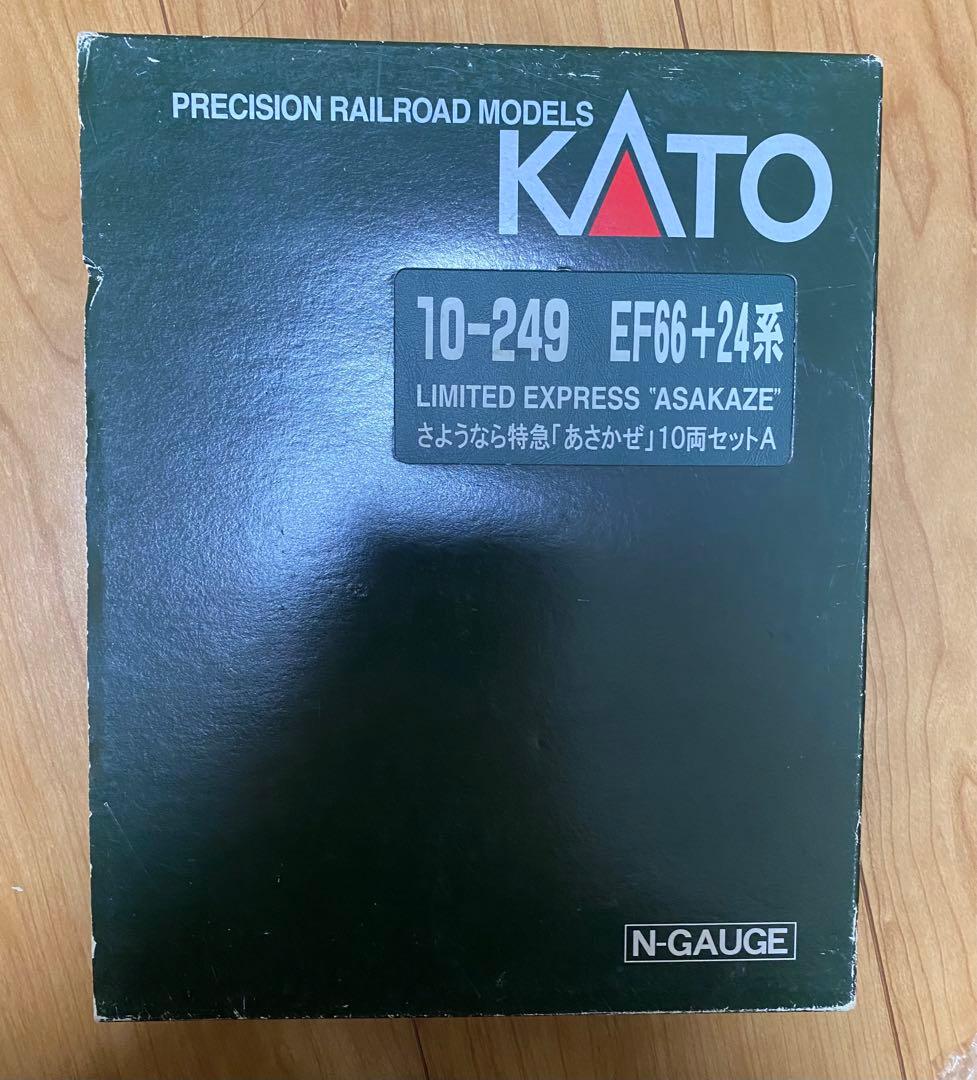 PRECISION RAILROAD MODELS
KATO
10-249 EF66+24系
LIMITED EXPRESS "ASAKAZE"
さようなら特急「あさかぜ」10両セットA
N-GAUGE